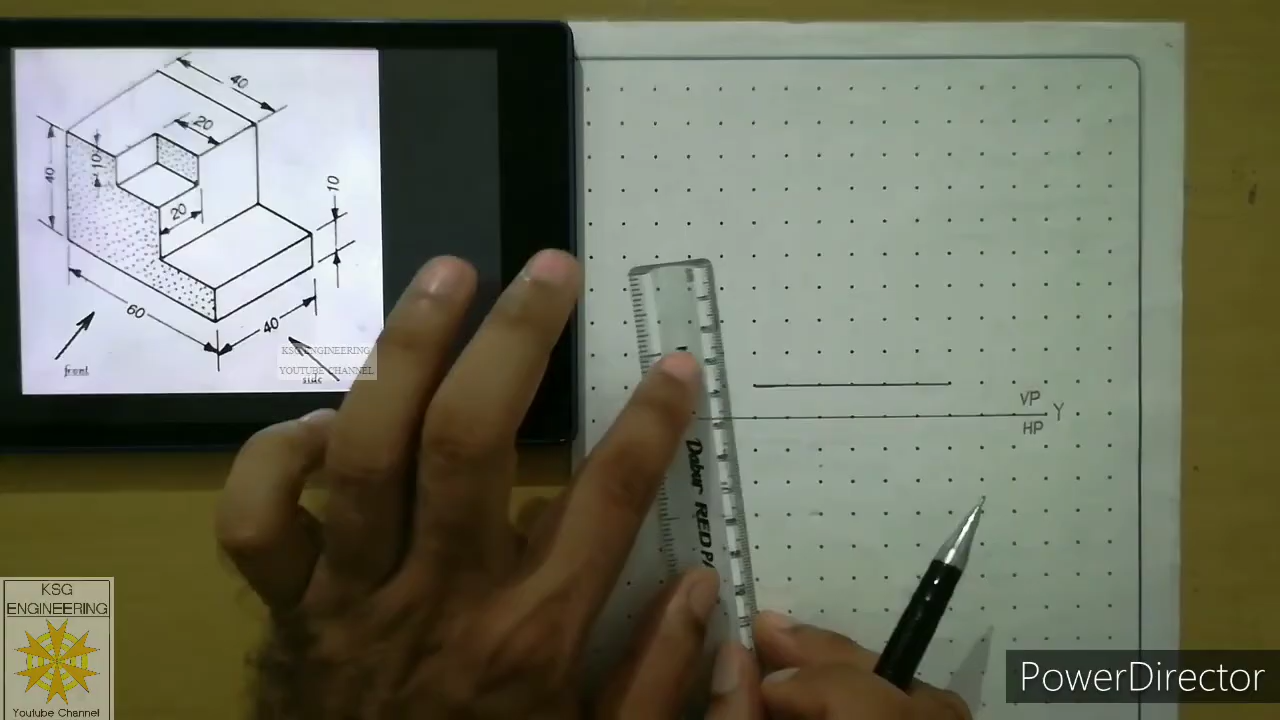 40
20
10
40
10
20
60
40
front
side
KSG ENGINEERING
YOUTUBE CHANNEL
VP
Y
HP
Dabur RED
KSG
ENGINEERING
Youtube Channel
PowerDirector